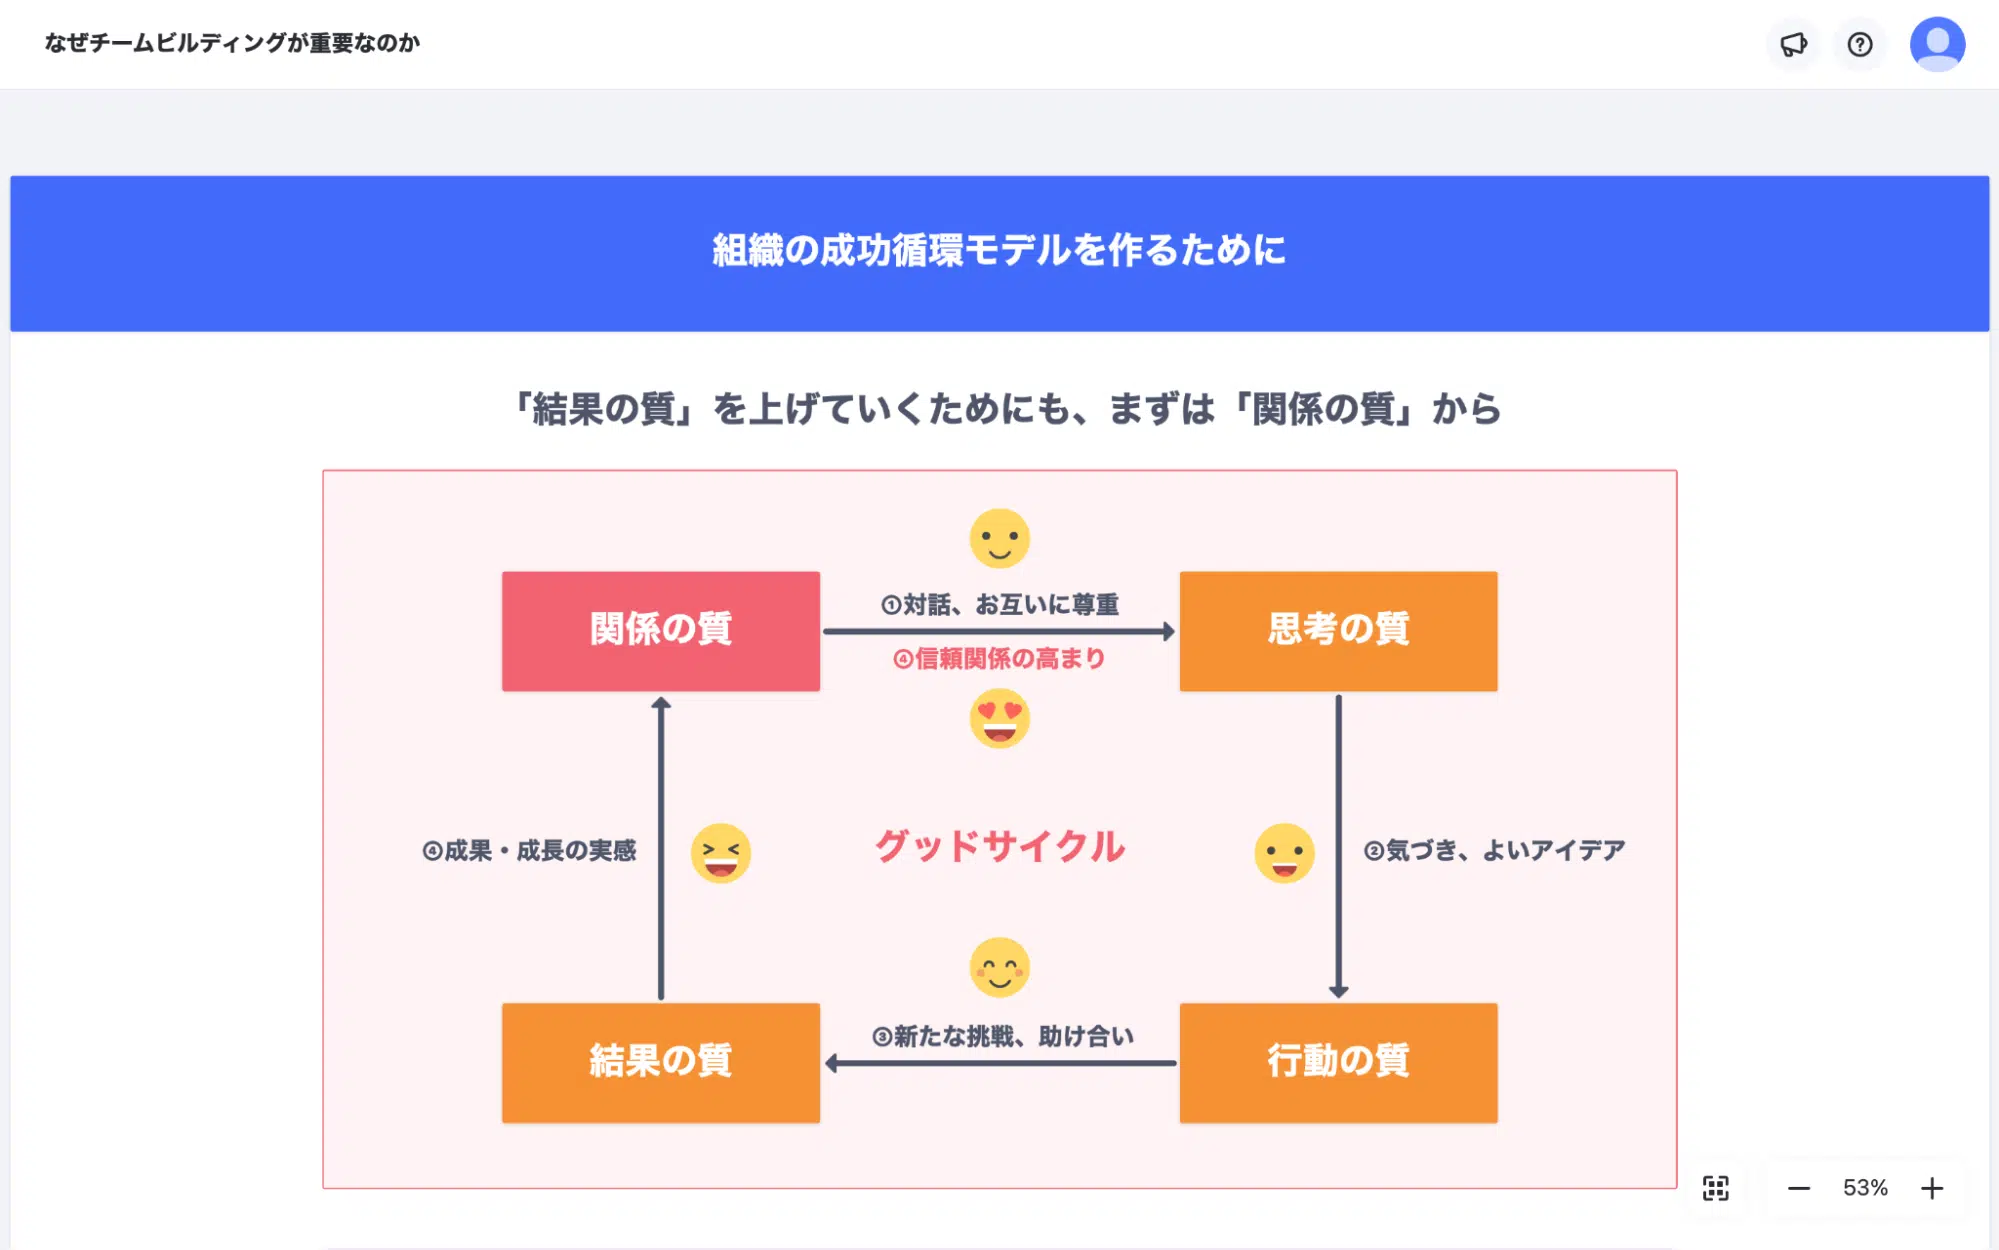 なぜチームビルディングが重要なのか
組織の成功循環モデルを作るために
「結果の質」を上げていくためにも、まずは「関係の質」から
関係の質
①対話、お互いに尊重
④信頼関係の高まり
思考の質
④成果・成長の実感
グッドサイクル
②気づき、よいアイデア
結果の質
③新たな挑戦、助け合い
行動の質
53%